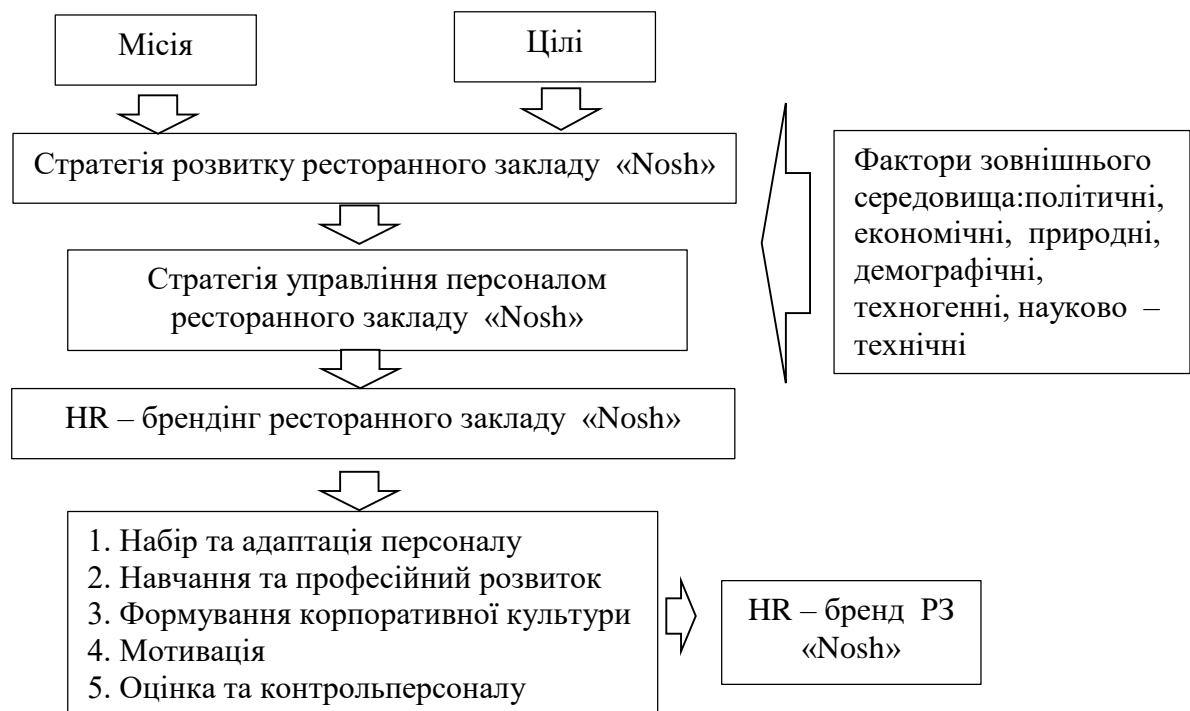 Місія
Цілі
Стратегія розвитку ресторанного закладу «Nosh»
Фактори зовнішнього
середовища:політичні,
економічні, природні,
демографічні,
техногенні, науково –
технічні
Стратегія управління персоналом
ресторанного закладу «Nosh»
HR – брендінг ресторанного закладу «Nosh»
1. Набір та адаптація персоналу
2. Навчання та професійний розвиток
3. Формування корпоративної культури
4. Мотивація
5. Оцінка та контрольперсоналу
HR – бренд РЗ
«Nosh»